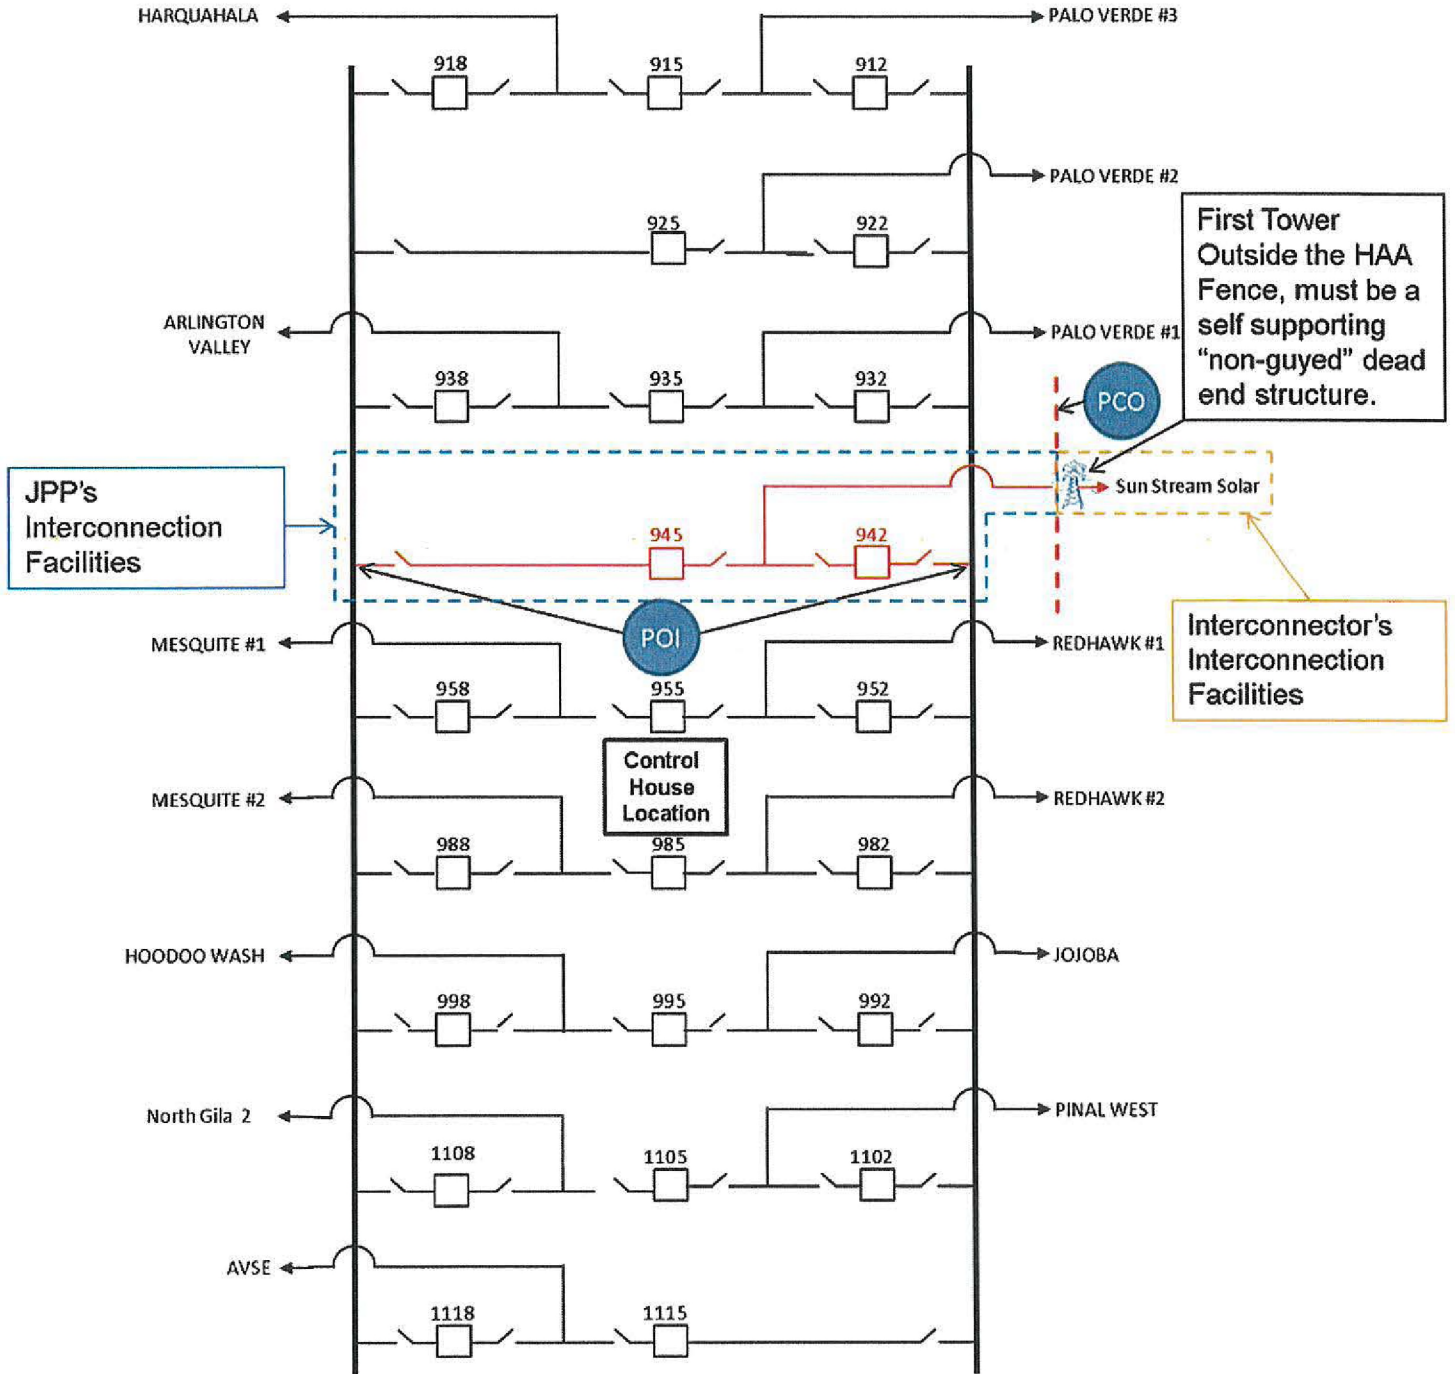 HARQUAHALA
PALO VERDE #3
918
915
912
PALO VERDE #2
925
922
First Tower
Outside the HAA
Fence, must be a
self supporting
“non-guyed” dead
end structure.
ARLINGTON
VALLEY
PALO VERDE #1
938
935
932
PCO
JPP's
Interconnection
Facilities
Sun Stream Solar
945
942
POI
Interconnector's
Interconnection
Facilities
MESQUITE #1
REDHAWK #1
958
955
952
Control
House
Location
MESQUITE #2
REDHAWK #2
988
985
982
HOODOO WASH
JOJOBA
998
995
992
North Gila 2
PINAL WEST
1108
1105
1102
AVSE
1118
1115